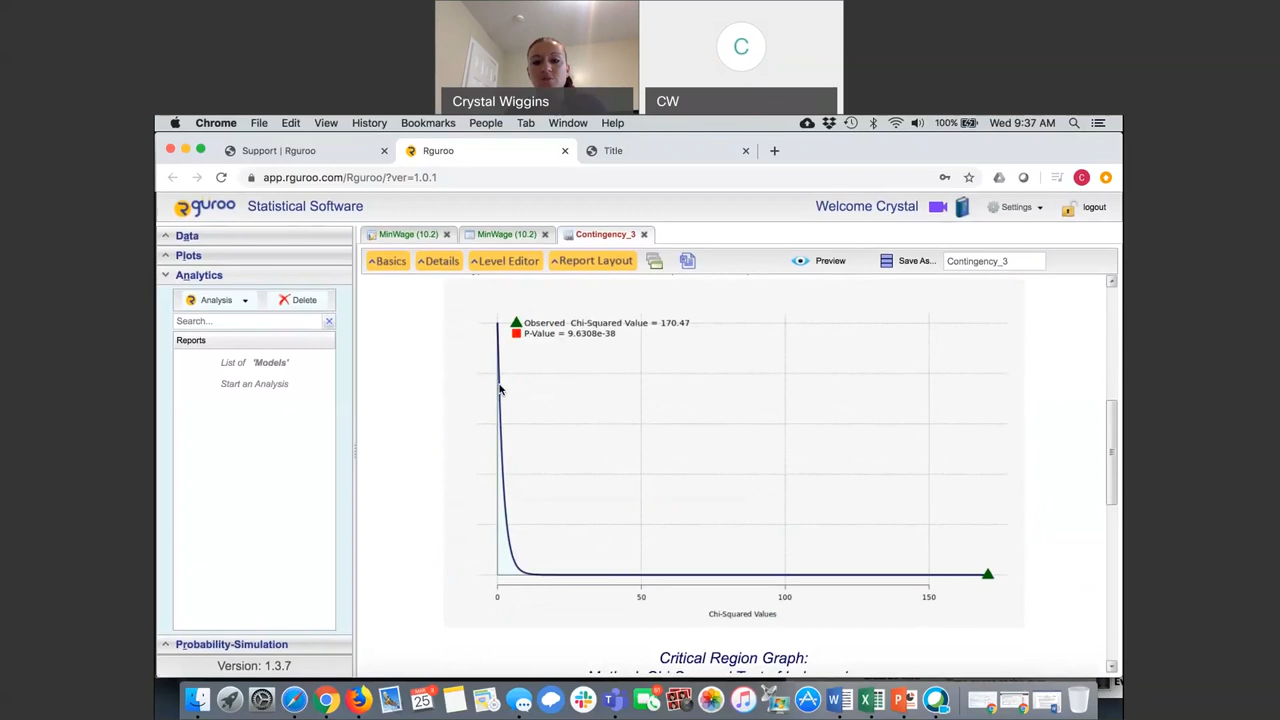 C
Crystal Wiggins
CW
Chrome File Edit View History Bookmarks People Tab Window Help 100% Wed 9:37 AM
Support | Rguroo Rguroo Title
app.rguroo.com/Rguroo/?ver=1.0.1 C
guroo Statistical Software Welcome Crystal Settings logout
Data
Plots
Analytics
Analysis Delete
Search...
Reports
List of 'Models'
Start an Analysis
Probability-Simulation
Version: 1.3.7
MinWage (10.2) MinWage (10.2) Contingency_3
Basics Details Level Editor Report Layout Preview Save As... Contingency_3
Observed Chi-Squared Value = 170.47
P-Value = 9.6308e-38
0 50 100 150
Chi-Squared Values
Critical Region Graph: